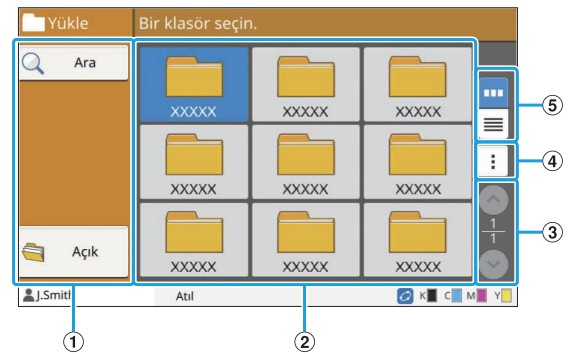 Yükle Bir klasör seçin.
Ara
XXXXX XXXXX XXXXX
XXXXX XXXXX XXXXX
XXXXX XXXXX XXXXX
Açık
1
1
J.Smith Atıl K C M Y
5
4
3
1 2